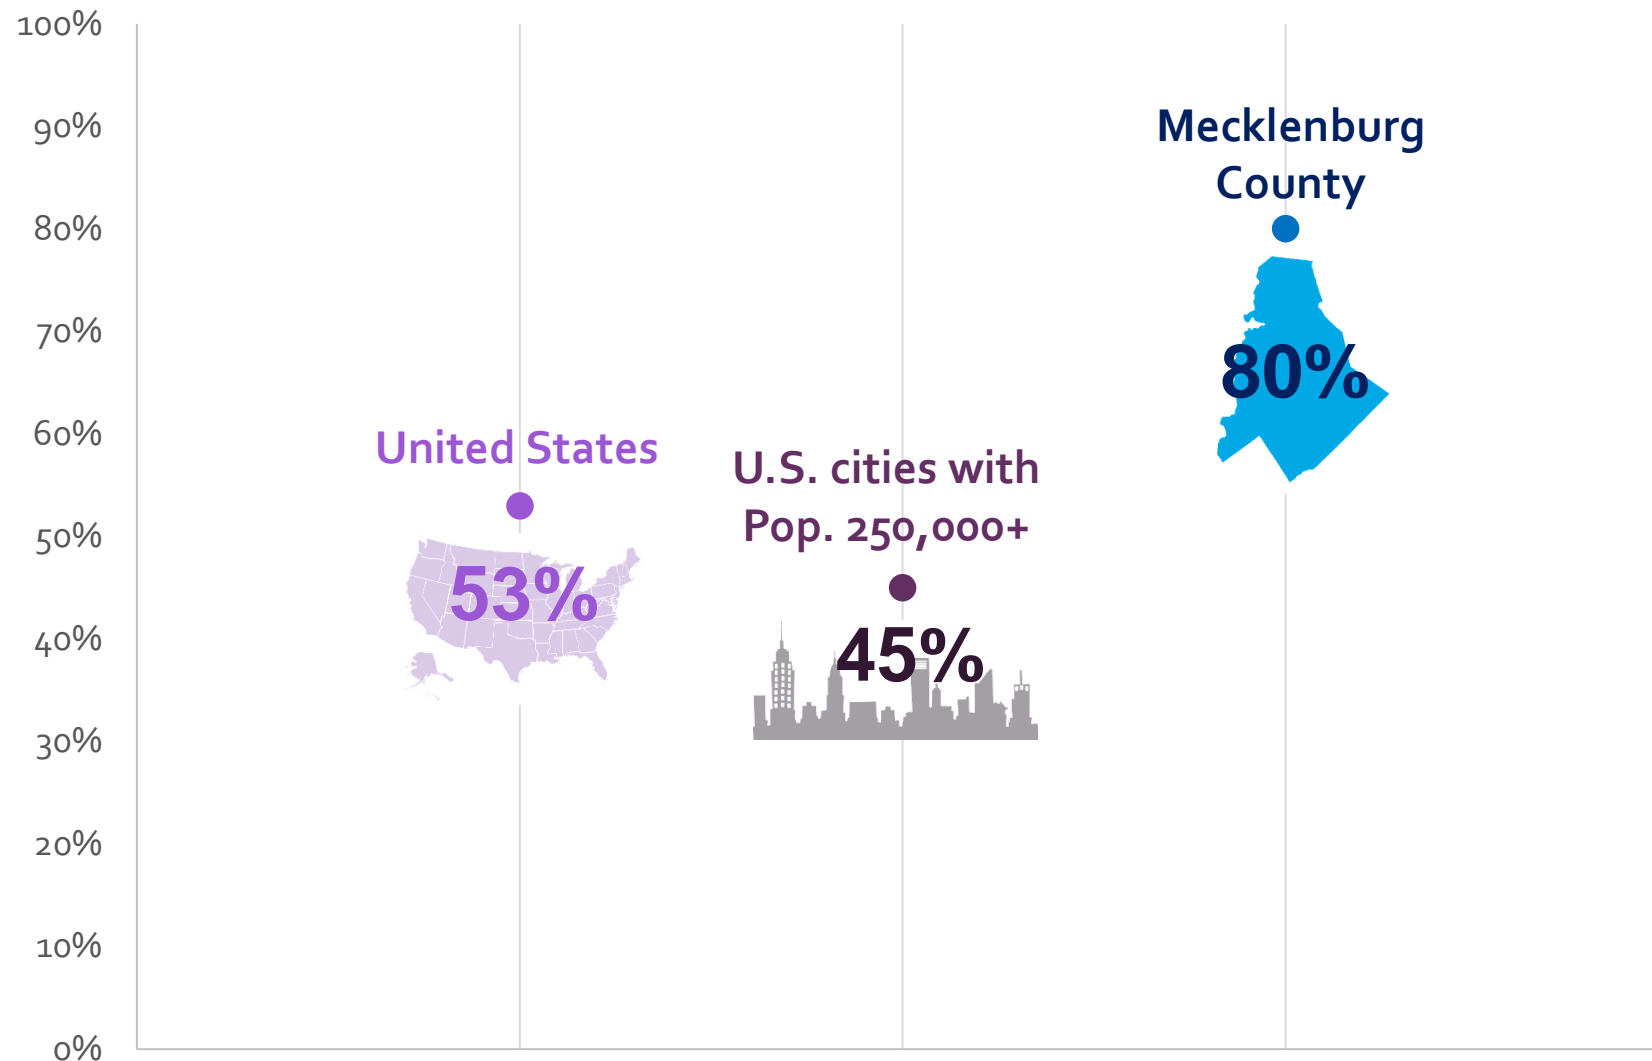 100%
90%
80%
70%
60%
50%
40%
30%
20%
10%
0%
United States
53%
U.S. cities with
Pop. 250,000+
45%
Mecklenburg
County
80%